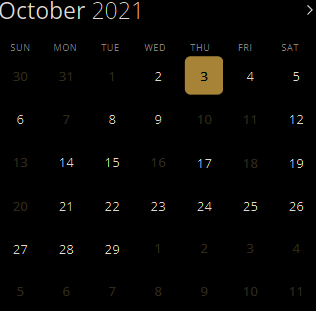 October 2021 >
SUN MON TUE WED THU FRI SAT
30 31 1 2 3 4 5
6 7 8 9 10 11 12
13 14 15 16 17 18 19
20 21 22 23 24 25 26
27 28 29 1 2 3 4
5 6 7 8 9 10 11